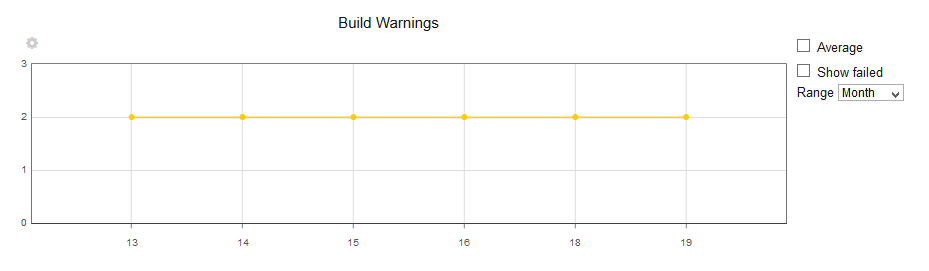 Build Warnings
Average
Show failed
Range Month
3
2
1
0
13 14 15 16 18 19